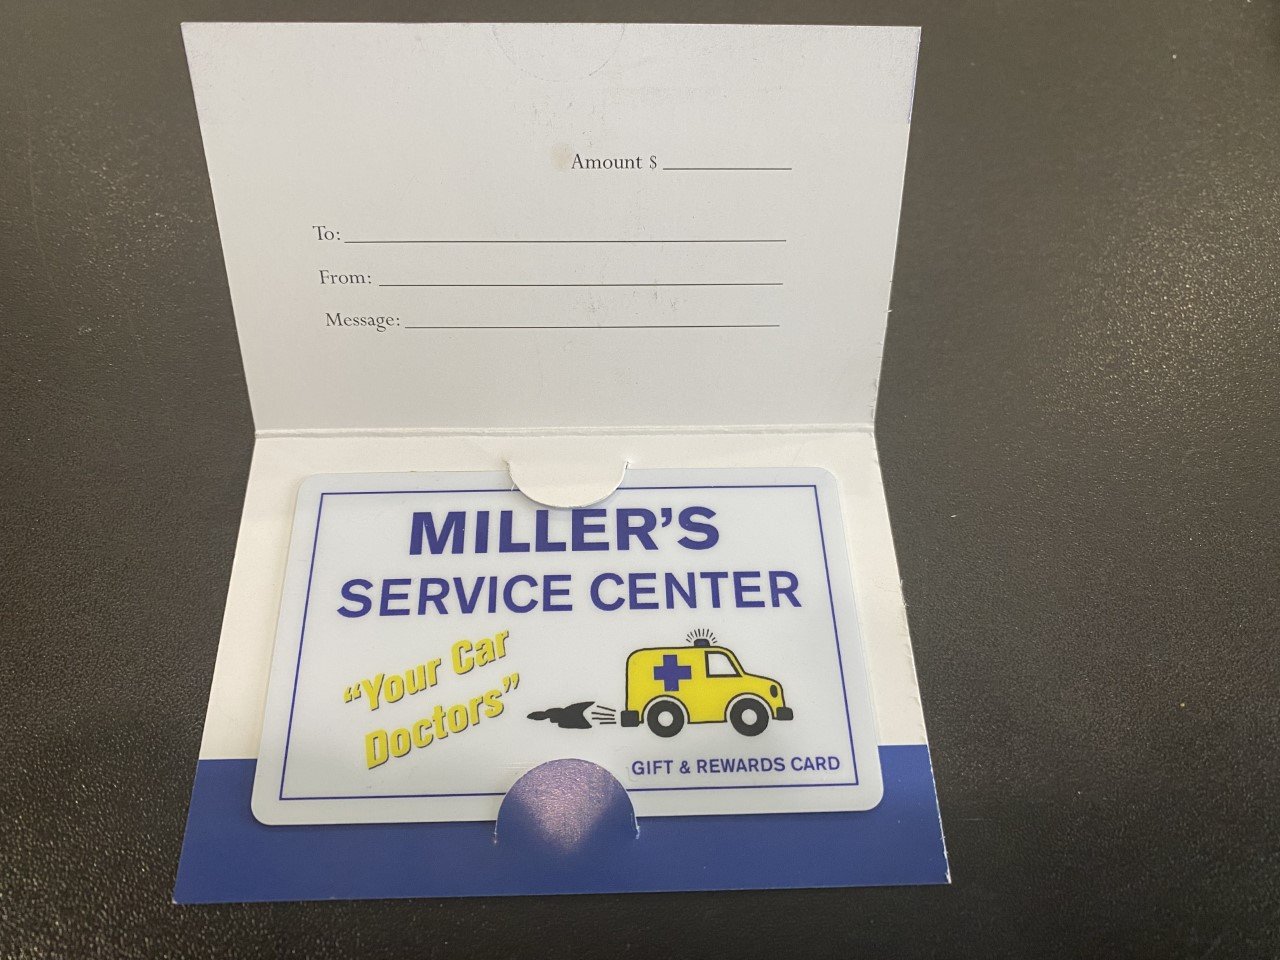 Amount $
To:
From:
Message:
MILLER'S
SERVICE CENTER
"Your Car
Doctors"
GIFT & REWARDS CARD